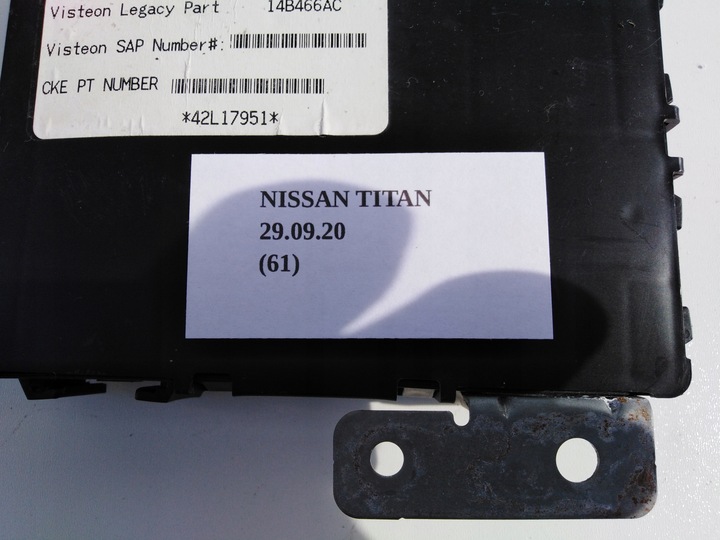 Visteon Legacy Part 14B466AC
Visteon SAP Number#:
CKE PT NUMBER
*42L17951*
NISSAN TITAN
29.09.20
(61)